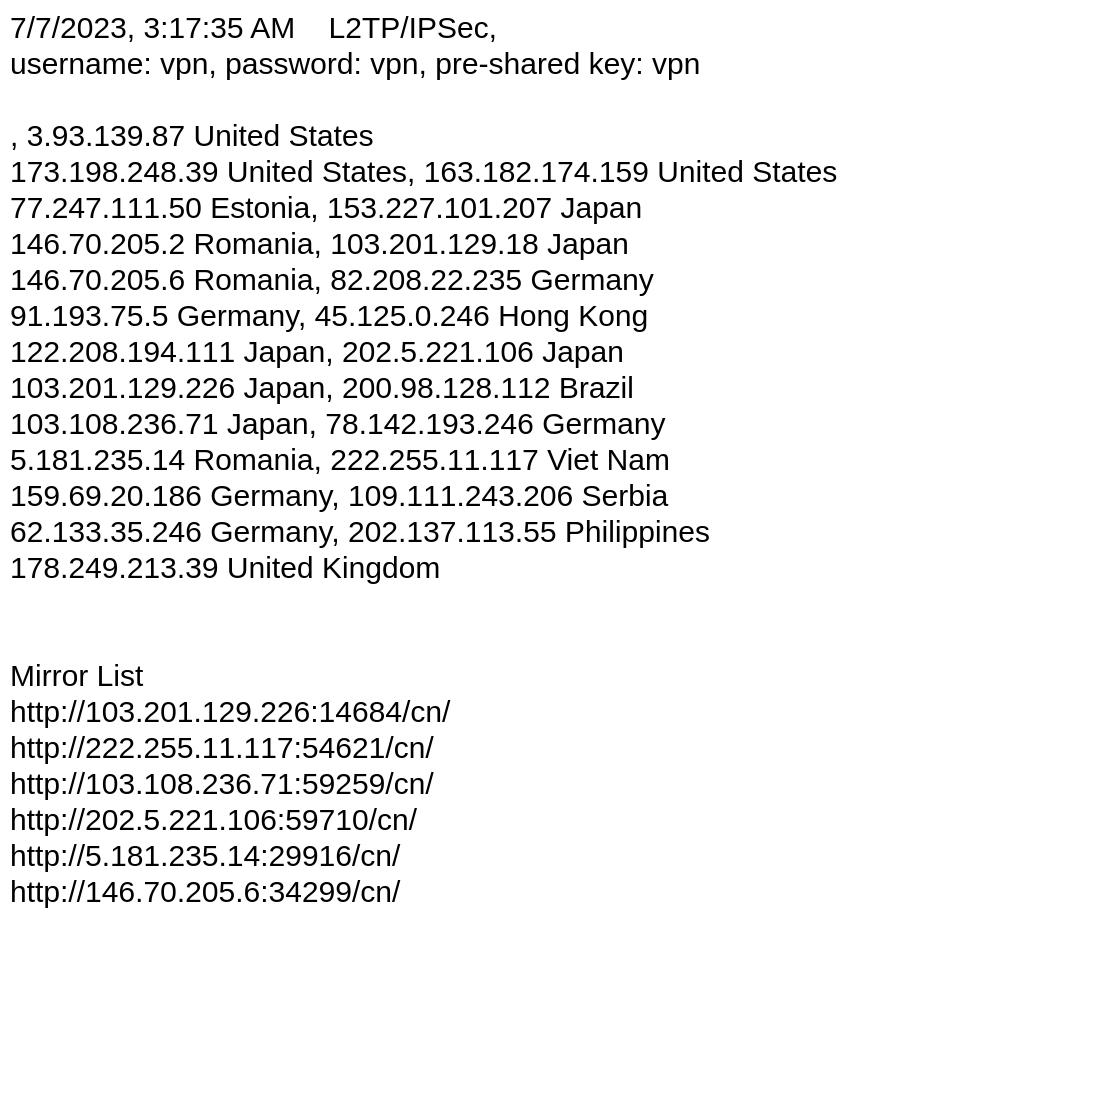 7/7/2023, 3:17:35 AM    L2TP/IPSec,
username: vpn, password: vpn, pre-shared key: vpn
, 3.93.139.87 United States
173.198.248.39 United States, 163.182.174.159 United States
77.247.111.50 Estonia, 153.227.101.207 Japan
146.70.205.2 Romania, 103.201.129.18 Japan
146.70.205.6 Romania, 82.208.22.235 Germany
91.193.75.5 Germany, 45.125.0.246 Hong Kong
122.208.194.111 Japan, 202.5.221.106 Japan
103.201.129.226 Japan, 200.98.128.112 Brazil
103.108.236.71 Japan, 78.142.193.246 Germany
5.181.235.14 Romania, 222.255.11.117 Viet Nam
159.69.20.186 Germany, 109.111.243.206 Serbia
62.133.35.246 Germany, 202.137.113.55 Philippines
178.249.213.39 United Kingdom
Mirror List
http://103.201.129.226:14684/cn/
http://222.255.11.117:54621/cn/
http://103.108.236.71:59259/cn/
http://202.5.221.106:59710/cn/
http://5.181.235.14:29916/cn/
http://146.70.205.6:34299/cn/